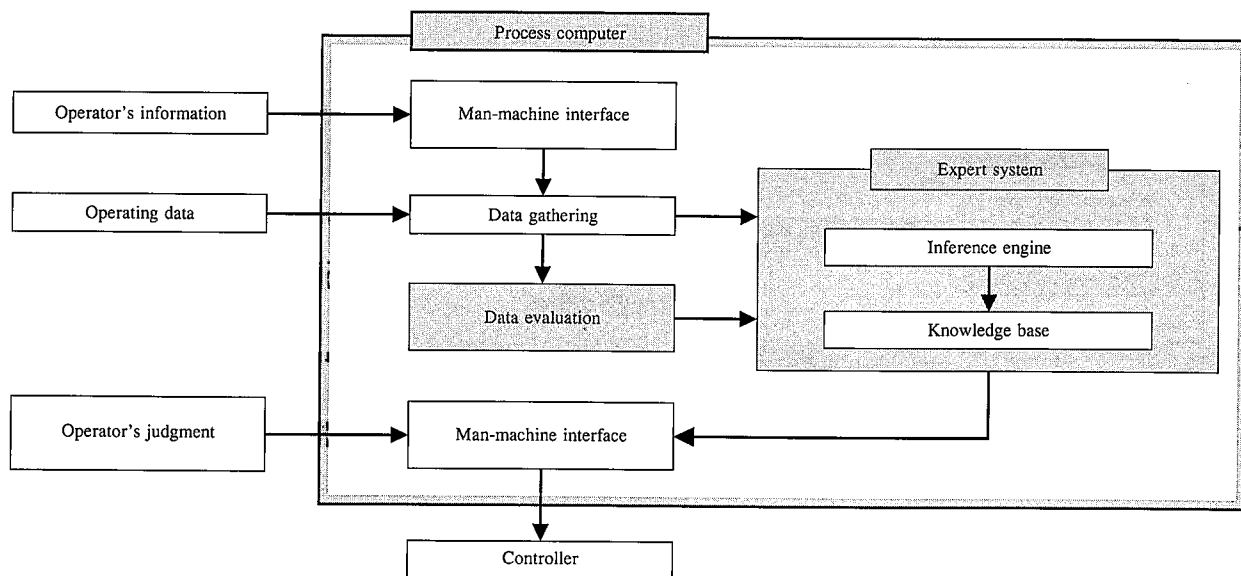 Process computer
Operator's information
Man-machine interface
Expert system
Operating data
Data gathering
Inference engine
Data evaluation
Knowledge base
Operator's judgment
Man-machine interface
Controller